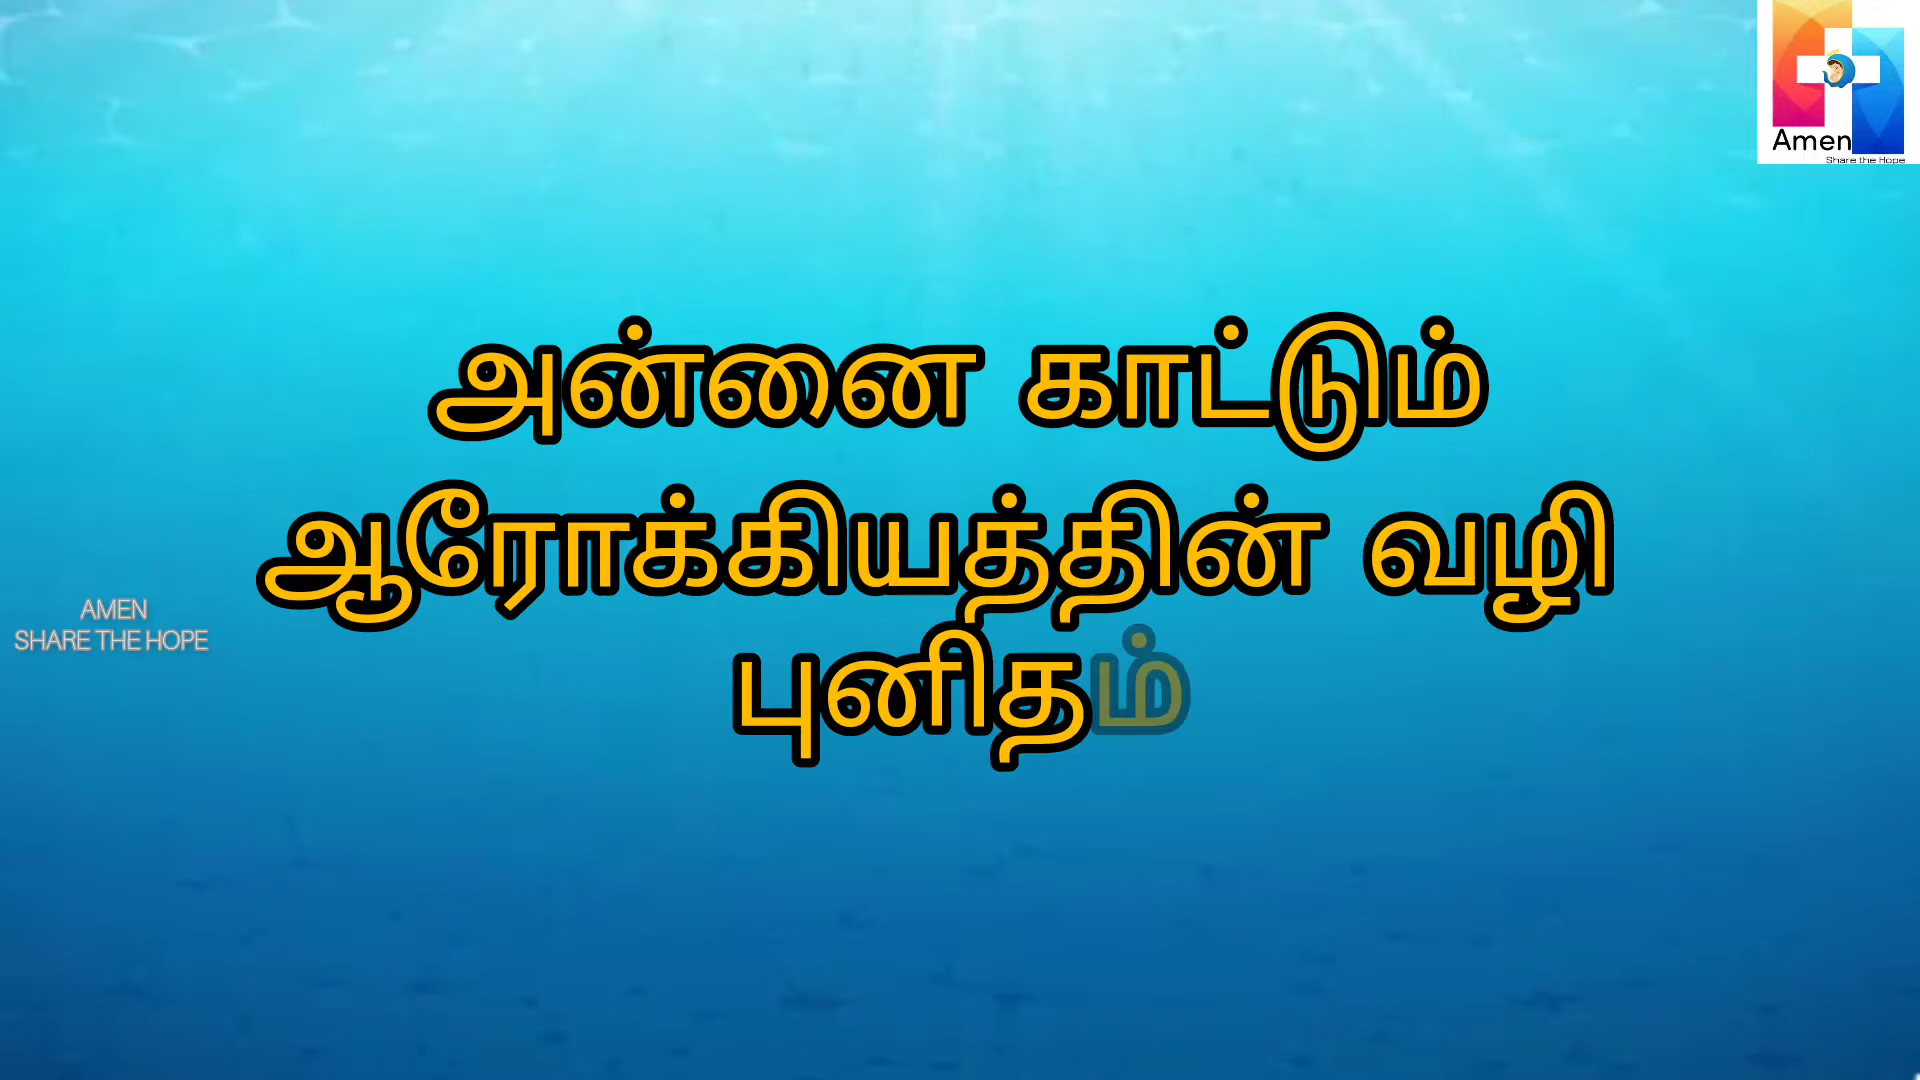 Amen
Share the Hope
அன்னை காட்டும்
ஆரோக்கியத்தின் வழி
புனிதம்
AMEN
SHARE THE HOPE